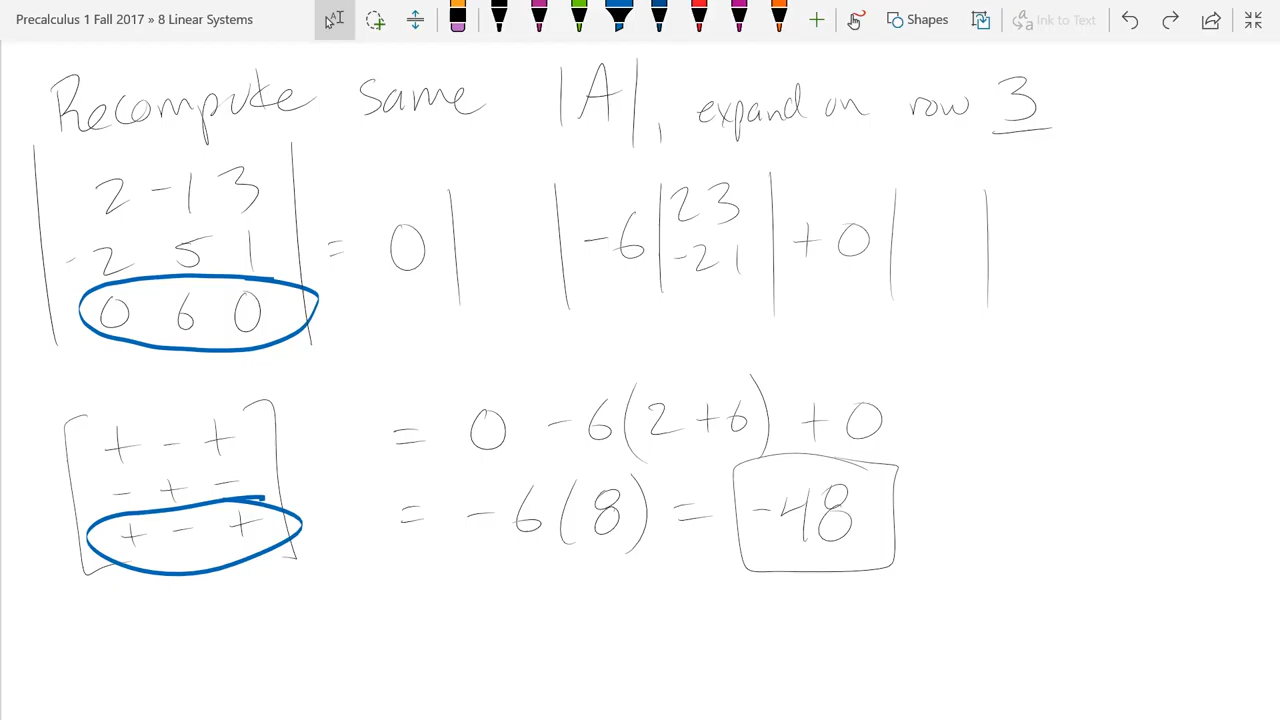 Precalculus 1 Fall 2017 » 8 Linear Systems
Shapes
Ink to Text
Recompute same |A|, expand on row 3
| 2 -1 3 |
| -2 5 1 | = 0 | | -6 | 2 3 | + 0 | |
| -2 1 |
| 0 6 0 |
[ + - + ]
= 0 - 6(2+6) + 0
- + -
= -6(8) = -48
+ - +